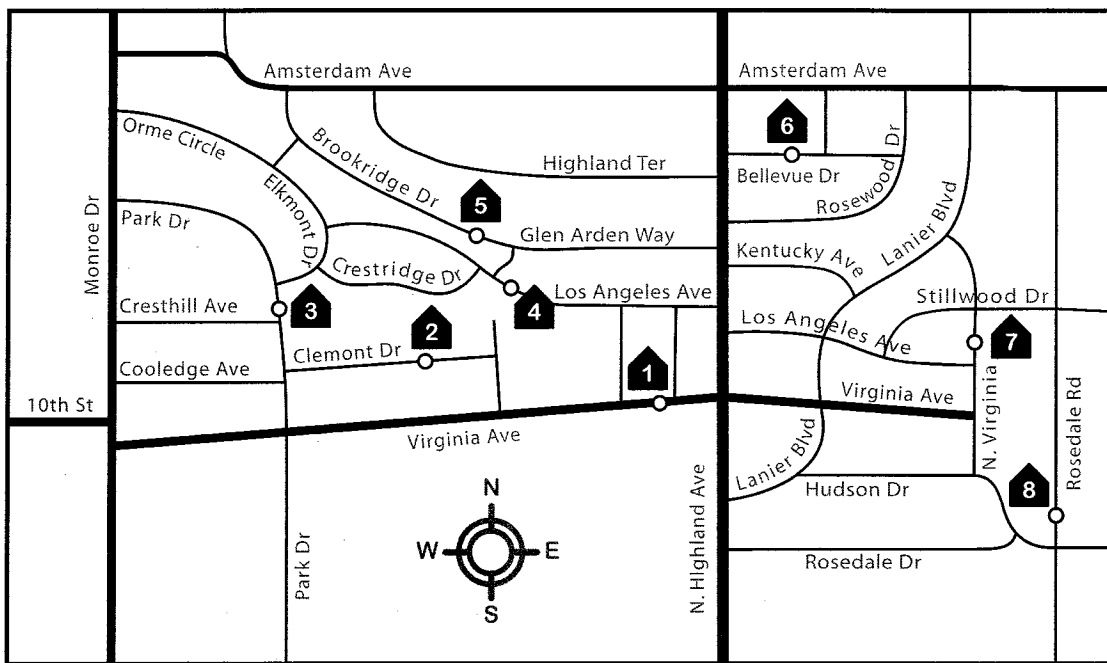 Amsterdam Ave
Amsterdam Ave
Orme Circle
Brookridge Dr
6
Highland Ter
Bellevue Dr
Rosewood Dr
Elkmont Dr
Park Dr
5
Lanier Blvd
Glen Arden Way
Kentucky Ave
Monroe Dr
Crestridge Dr
Cresthill Ave
3
4
Los Angeles Ave
Stillwood Dr
Los Angeles Ave
2
Clemont Dr
7
Cooledge Ave
1
10th St
Virginia Ave
Virginia Ave
N. Virginia
Rosedale Rd
Lanier Blvd
8
Hudson Dr
N
W
E
S
Park Dr
N. HIghland Ave
Rosedale Dr